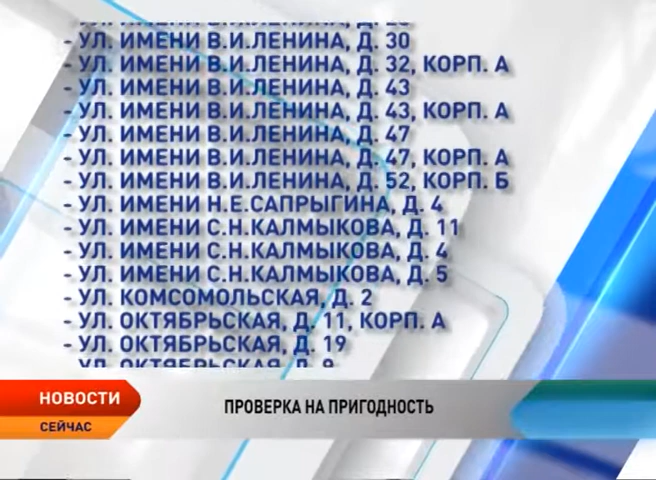 - УЛ. ИМЕНИ В.И.ЛЕНИНА, Д. 30
- УЛ. ИМЕНИ В.И.ЛЕНИНА, Д. 32, КОРП. А
- УЛ. ИМЕНИ В.И.ЛЕНИНА, Д. 43
- УЛ. ИМЕНИ В.И.ЛЕНИНА, Д. 43, КОРП. А
- УЛ. ИМЕНИ В.И.ЛЕНИНА, Д. 47
- УЛ. ИМЕНИ В.И.ЛЕНИНА, Д. 47, КОРП. А
- УЛ. ИМЕНИ В.И.ЛЕНИНА, Д. 52, КОРП. Б
- УЛ. ИМЕНИ Н.Е.САПРЫГИНА, Д. 4
- УЛ. ИМЕНИ С.Н.КАЛМЫКОВА, Д. 11
- УЛ. ИМЕНИ С.Н.КАЛМЫКОВА, Д. 4
- УЛ. ИМЕНИ С.Н.КАЛМЫКОВА, Д. 5
- УЛ. КОМСОМОЛЬСКАЯ, Д. 2
- УЛ. ОКТЯБРЬСКАЯ, Д. 11, КОРП. А
- УЛ. ОКТЯБРЬСКАЯ, Д. 19
УЛ. ОКТЯБРЬСКАЯ, Д.
НОВОСТИ
СЕЙЧАС
ПРОВЕРКА НА ПРИГОДНОСТЬ